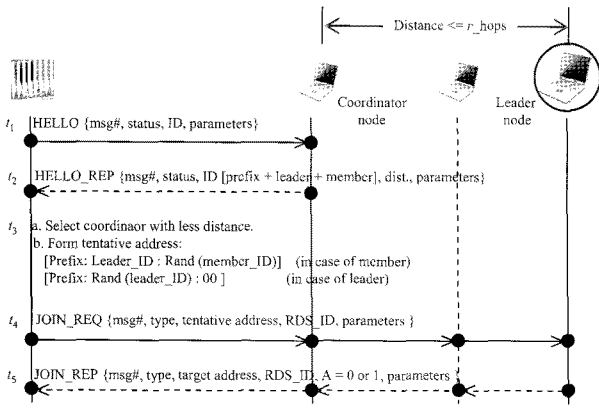 Distance <= r_hops
Coordinator node
Leader node
t1 HELLO {msg#, status, ID, parameters}
t2 HELLO_REP {msg#, status, ID [prefix + leader + member], dist., parameters}
t3 a. Select coordinaor with less distance.
b. Form tentative address:
[Prefix: Leader_ID : Rand (member_ID)] (in case of member)
[Prefix: Rand (leader_ID) : 00 ] (in case of leader)
t4 JOIN_REQ {msg#, type, tentative address, RDS_ID, parameters }
t5 JOIN_REP {msg#, type, target address, RDS_ID, A = 0 or 1, parameters }